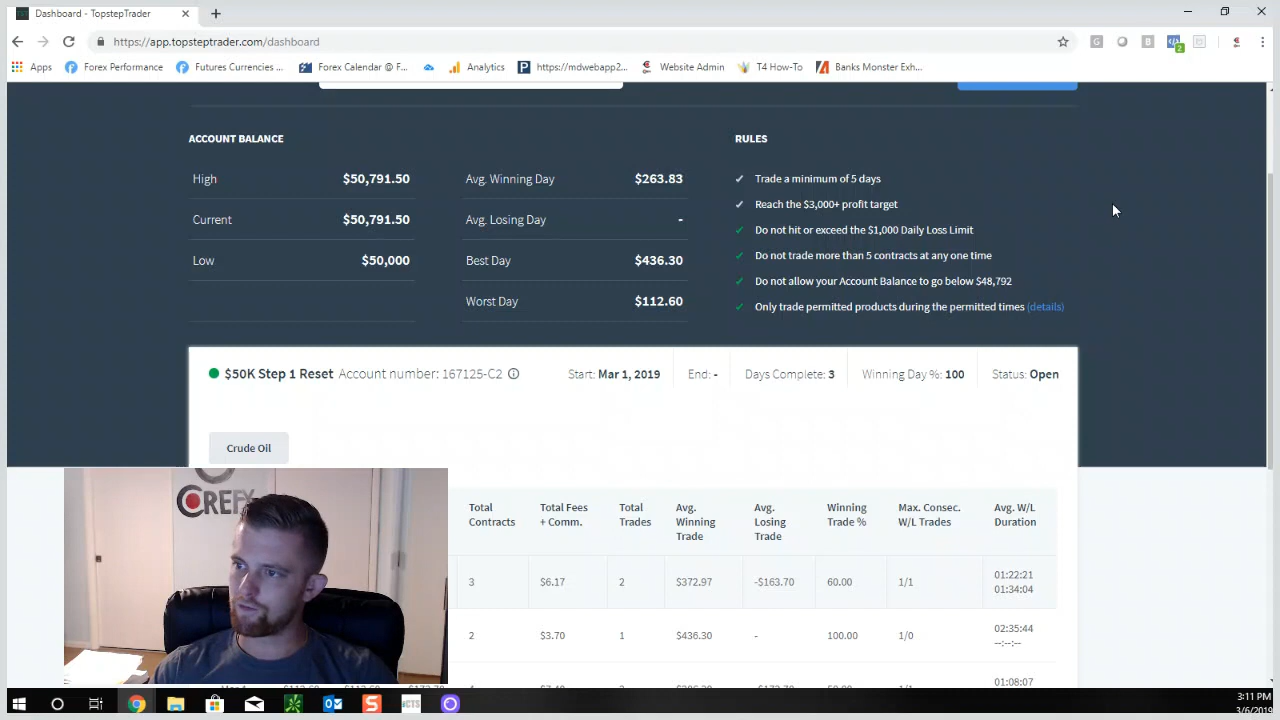 Dashboard - TopstepTrader
https://app.topsteptrader.com/dashboard
Apps Forex Performance Futures Currencies ... Forex Calendar @ F... Analytics https://mdwebapp2... Website Admin T4 How-To Banks Monster Exh...
ACCOUNT BALANCE
High $50,791.50 Avg. Winning Day $263.83
Current $50,791.50 Avg. Losing Day -
Low $50,000 Best Day $436.30
Worst Day $112.60
RULES
Trade a minimum of 5 days
Reach the $3,000+ profit target
Do not hit or exceed the $1,000 Daily Loss Limit
Do not trade more than 5 contracts at any one time
Do not allow your Account Balance to go below $48,792
Only trade permitted products during the permitted times (details)
$50K Step 1 Reset Account number: 167125-C2 Start: Mar 1, 2019 End: - Days Complete: 3 Winning Day %: 100 Status: Open
Crude Oil
COREFX
Total Contracts Total Fees + Comm. Total Trades Avg. Winning Trade Avg. Losing Trade Winning Trade % Max. Consec. W/L Trades Avg. W/L Duration
3 $6.17 2 $372.97 -$163.70 60.00 1/1 01:22:21
01:34:04
2 $3.70 1 $436.30 - 100.00 1/0 02:35:44
--:--:--
01:08:07
3:11 PM
3/6/2019